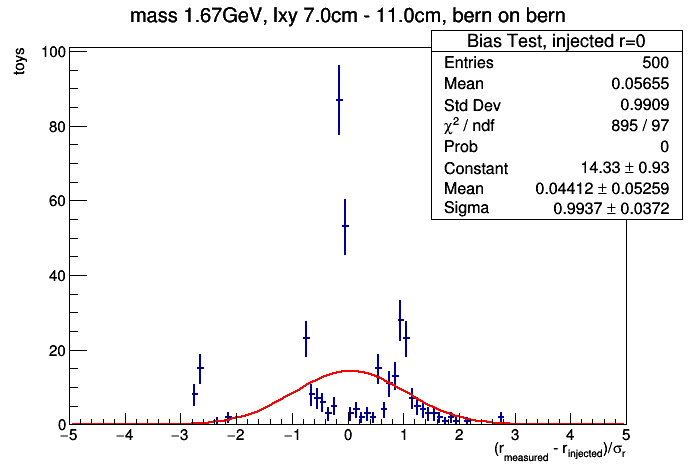 mass 1.67GeV, lxy 7.0cm - 11.0cm, bern on bern
Bias Test, injected r=0
Entries 500
Mean 0.05655
Std Dev 0.9909
χ² / ndf 895 / 97
Prob 0
Constant 14.33 ± 0.93
Mean 0.04412 ± 0.05259
Sigma 0.9937 ± 0.0372
toys
100
80
60
40
20
0
−5 −4 −3 −2 −1 0 1 2 3 4 5
(r_measured - r_injected)/σ_r